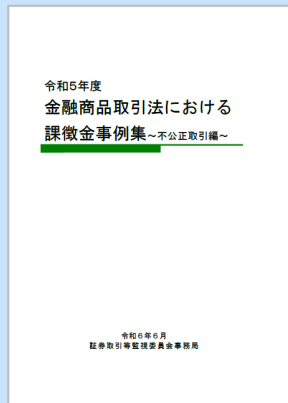 令和5年度
金融商品取引法における
課徴金事例集~不公正取引編~
令和6年6月
証券取引等監視委員会事務局